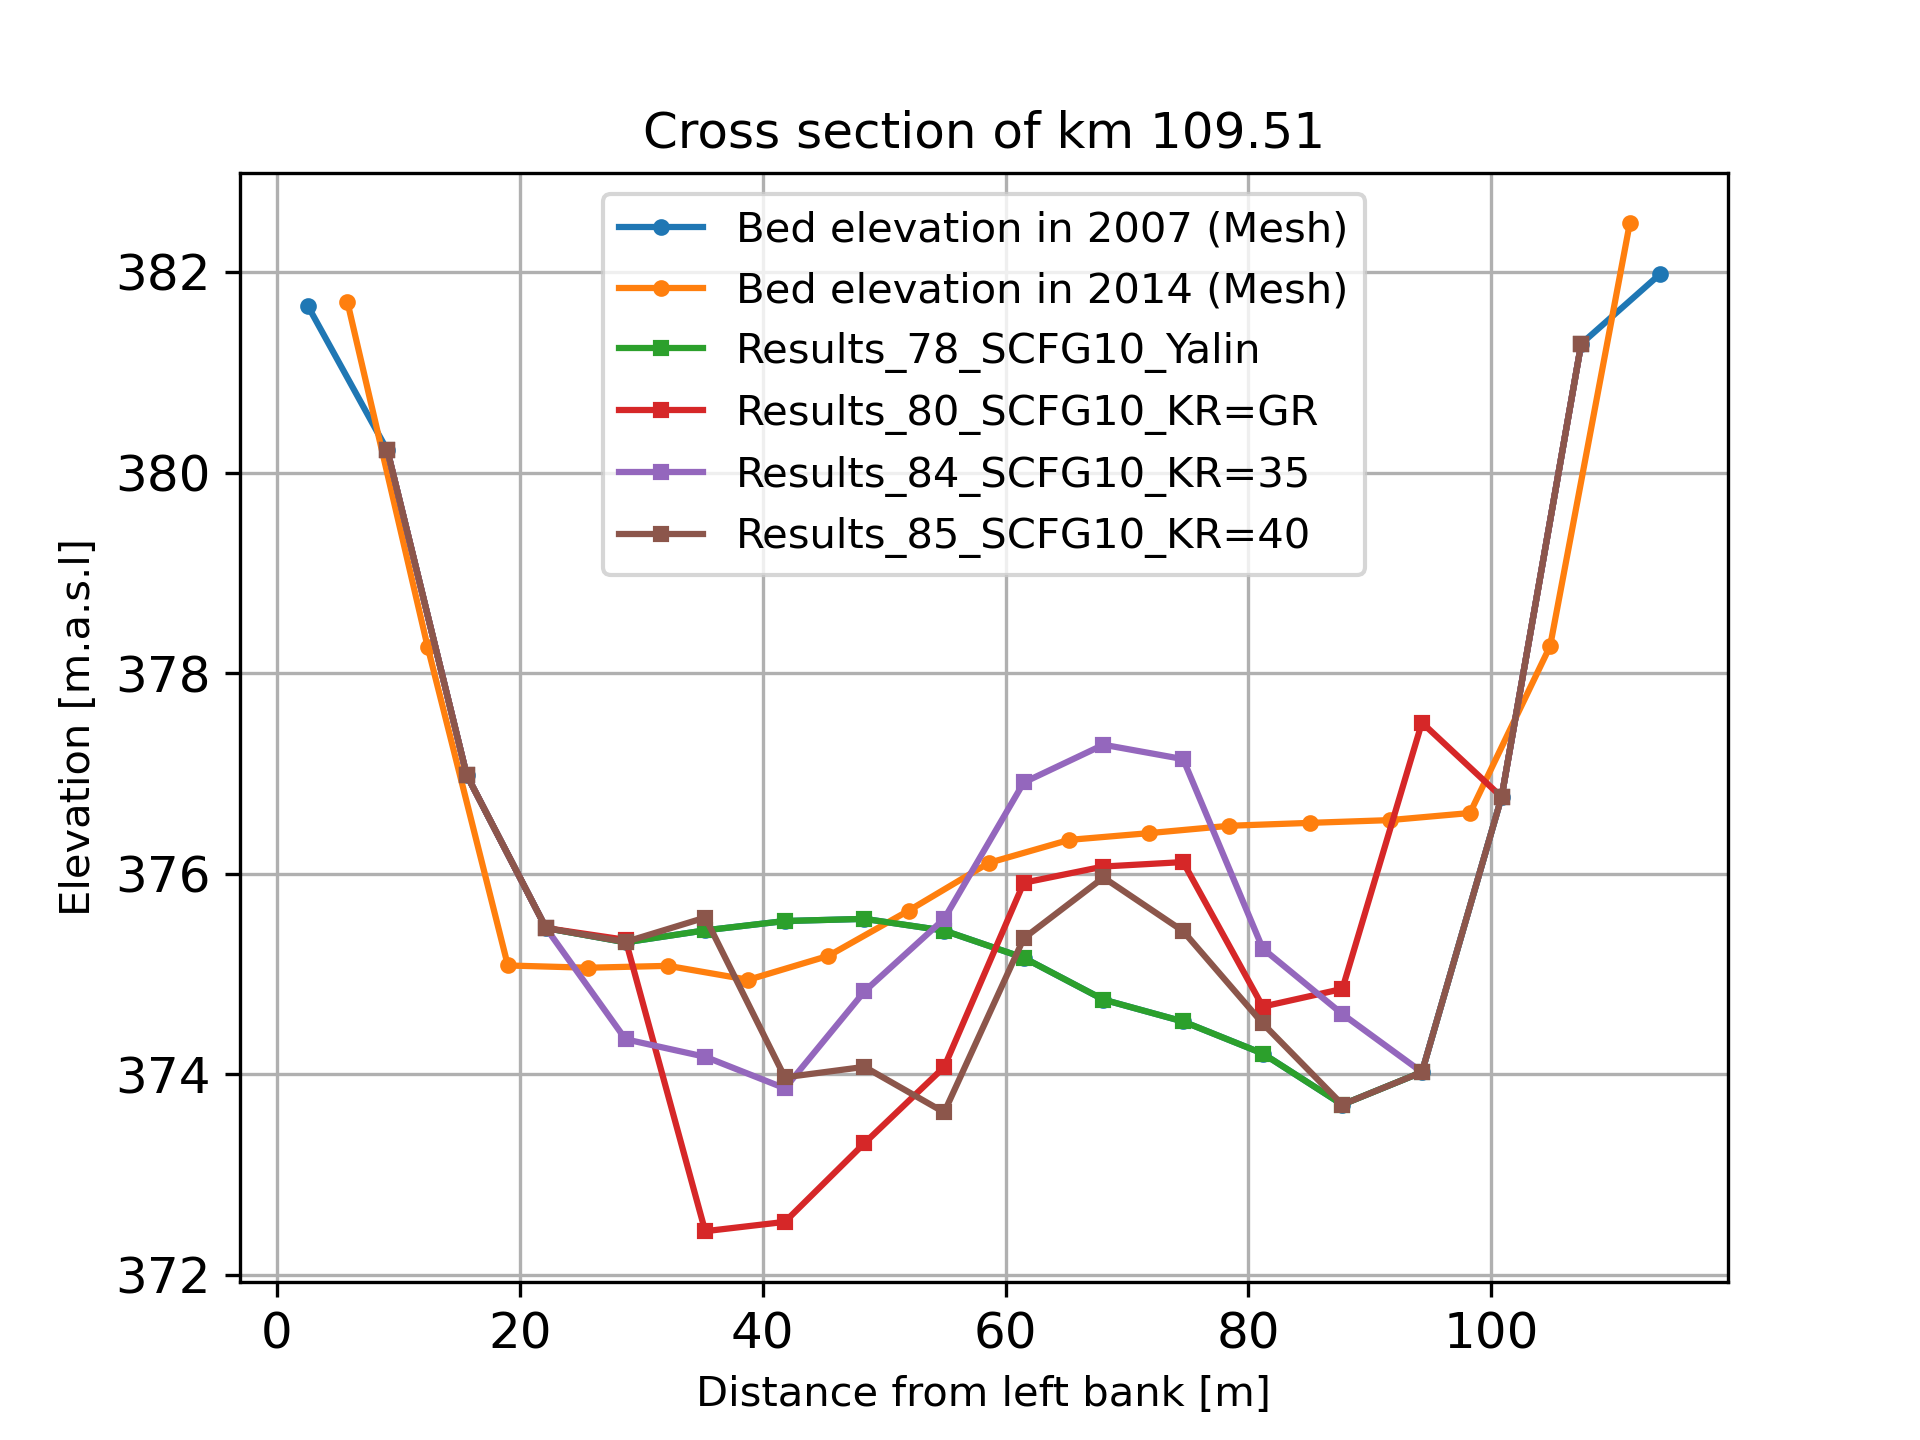 Cross section of km 109.51
Bed elevation in 2007 (Mesh)
Bed elevation in 2014 (Mesh)
Results_78_SCFG10_Yalin
Results_80_SCFG10_KR=GR
Results_84_SCFG10_KR=35
Results_85_SCFG10_KR=40
Elevation [m.a.s.l]
382
380
378
376
374
372
0 20 40 60 80 100
Distance from left bank [m]